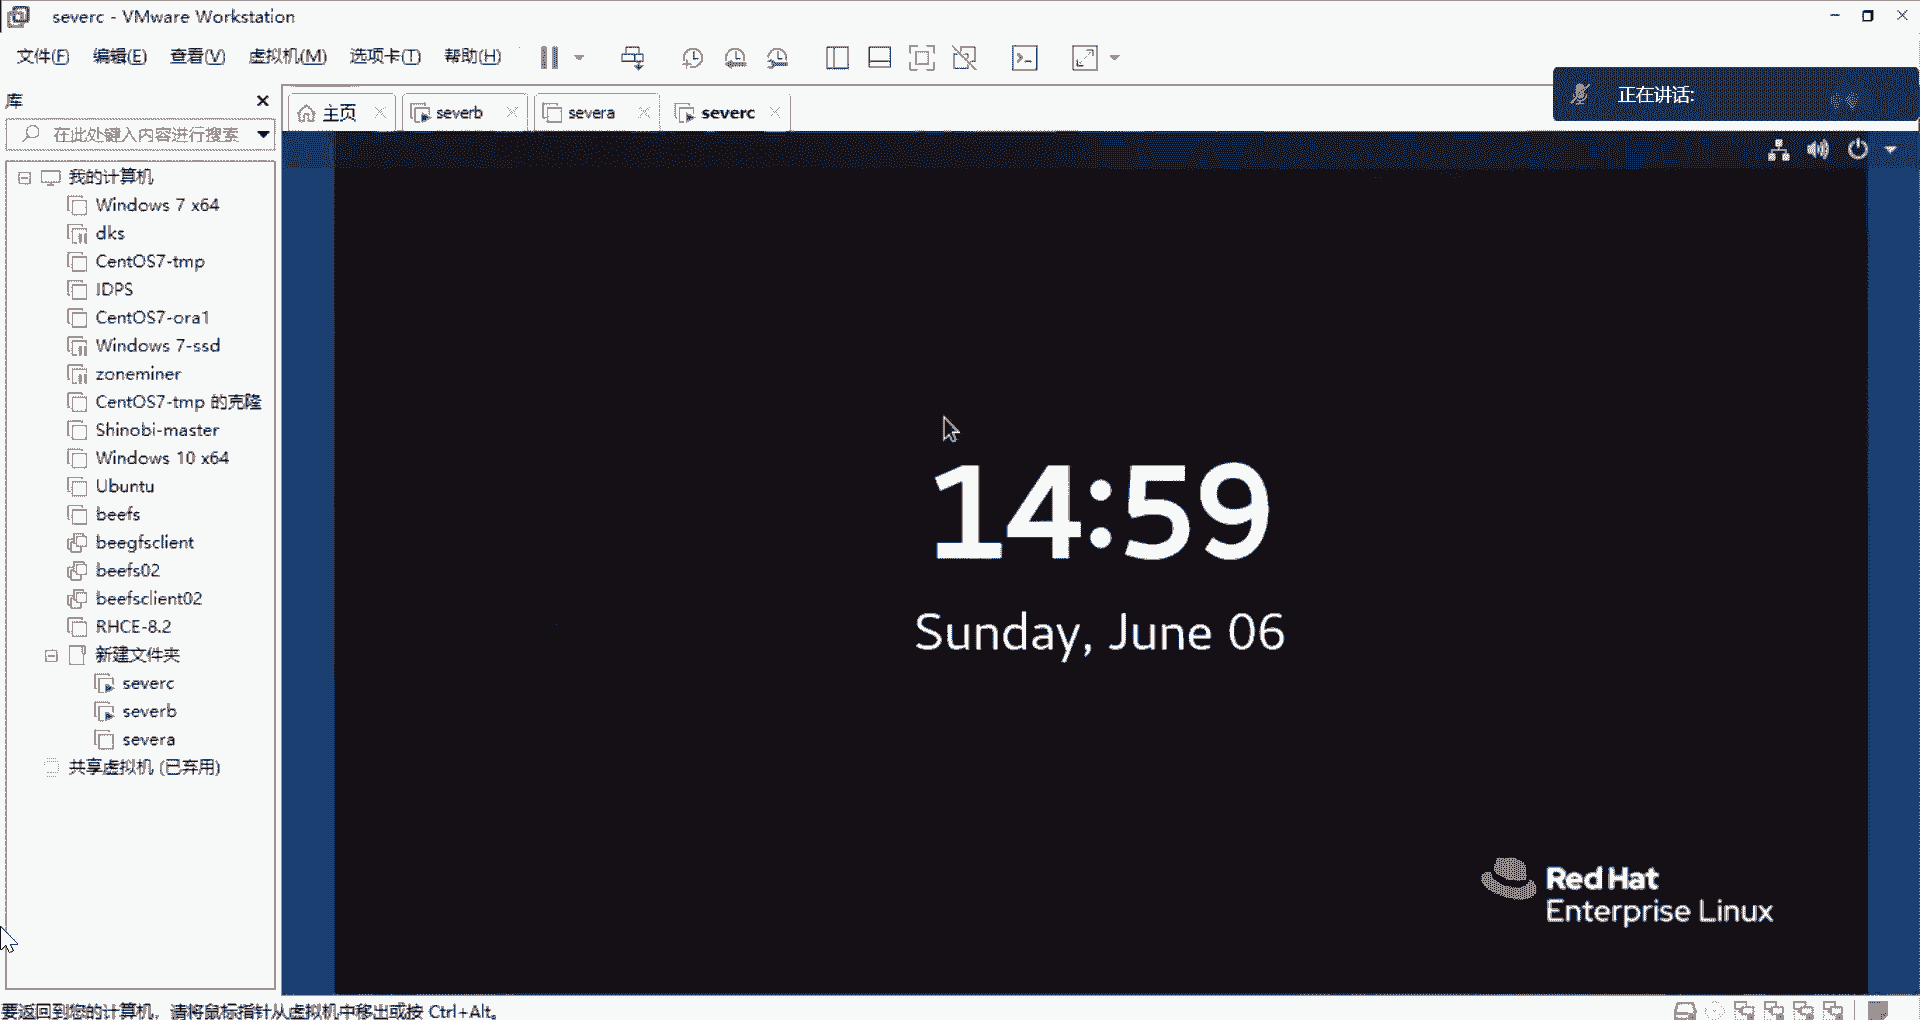 severc - VMware Workstation
文件(F) 编辑(E) 查看(V) 虚拟机(M) 选项卡(T) 帮助(H)
正在讲话:
库
主页 severb severa severc
在此处键入内容进行搜索
我的计算机
Windows 7 x64
dks
CentOS7-tmp
JDPS
CentOS7-ora1
Windows 7-ssd
zoneminer
CentOS7-tmp 的克隆
Shinobi-master
Windows 10 x64
Ubuntu
beefs
beegfsclient
beefs02
beefsclient02
RHCE-8.2
新建文件夹
severc
severb
severa
共享虚拟机 (已弃用)
14:59
Sunday, June 06
Red Hat
Enterprise Linux
要返回到您的计算机，请将鼠标指针从虚拟机中移出或按 Ctrl+Alt。